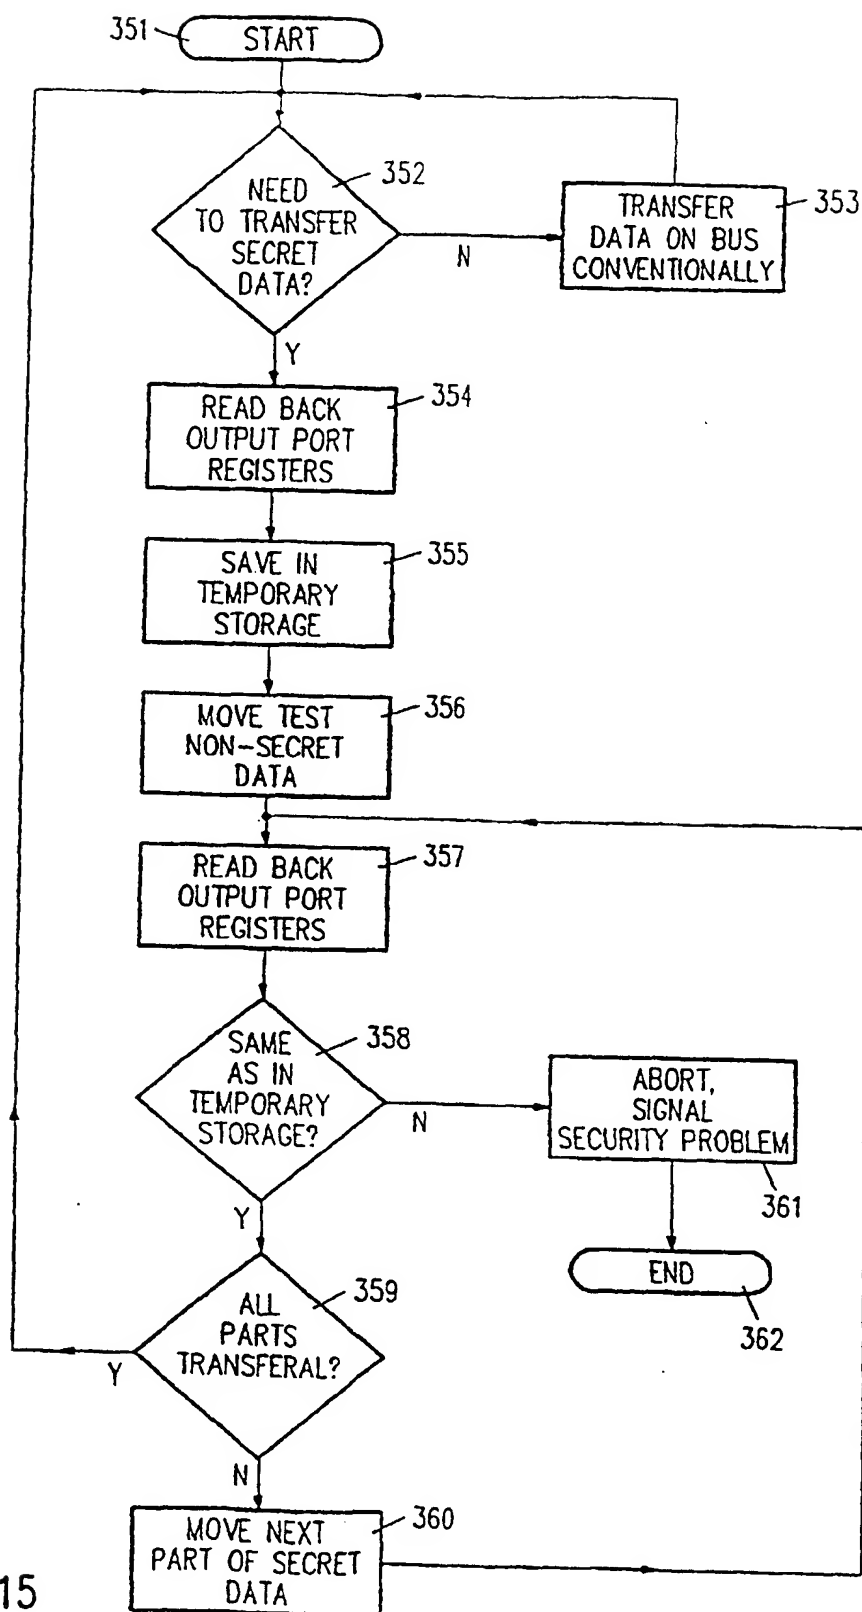 351
START
352
NEED
TO TRANSFER
SECRET
DATA?
N
TRANSFER
DATA ON BUS
CONVENTIONALLY
353
Y
READ BACK
OUTPUT PORT
REGISTERS
354
SAVE IN
TEMPORARY
STORAGE
355
MOVE TEST
NON-SECRET
DATA
356
READ BACK
OUTPUT PORT
REGISTERS
357
SAME
AS IN
TEMPORARY
STORAGE?
358
N
ABORT,
SIGNAL
SECURITY PROBLEM
361
Y
END
362
ALL
PARTS
TRANSFERAL?
359
Y
N
MOVE NEXT
PART OF SECRET
DATA
360
15